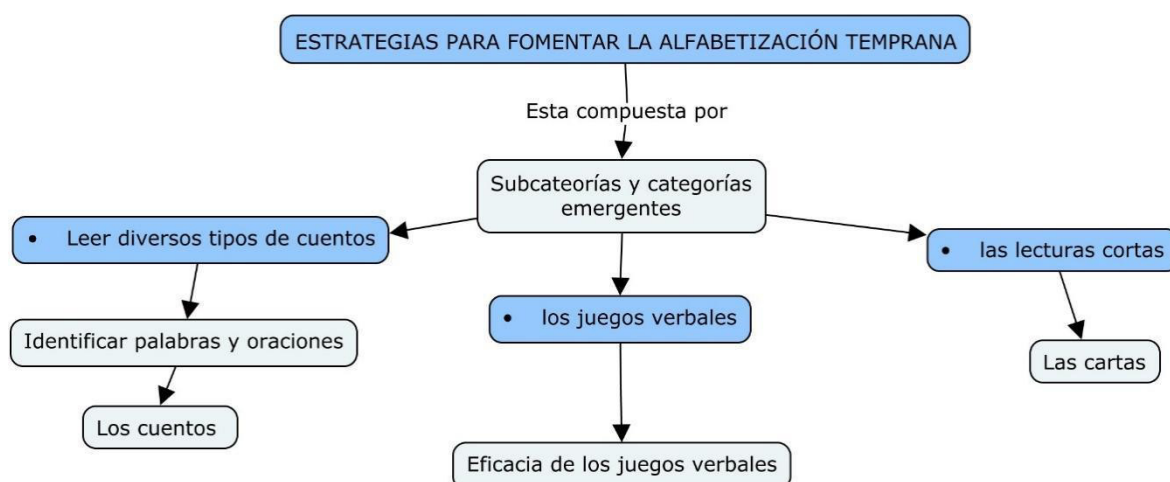 ESTRATEGIAS PARA FOMENTAR LA ALFABETIZACIÓN TEMPRANA
Esta compuesta por
Subcateorías y categorías
emergentes
• Leer diversos tipos de cuentos
• las lecturas cortas
• los juegos verbales
Identificar palabras y oraciones
Las cartas
Los cuentos
Eficacia de los juegos verbales